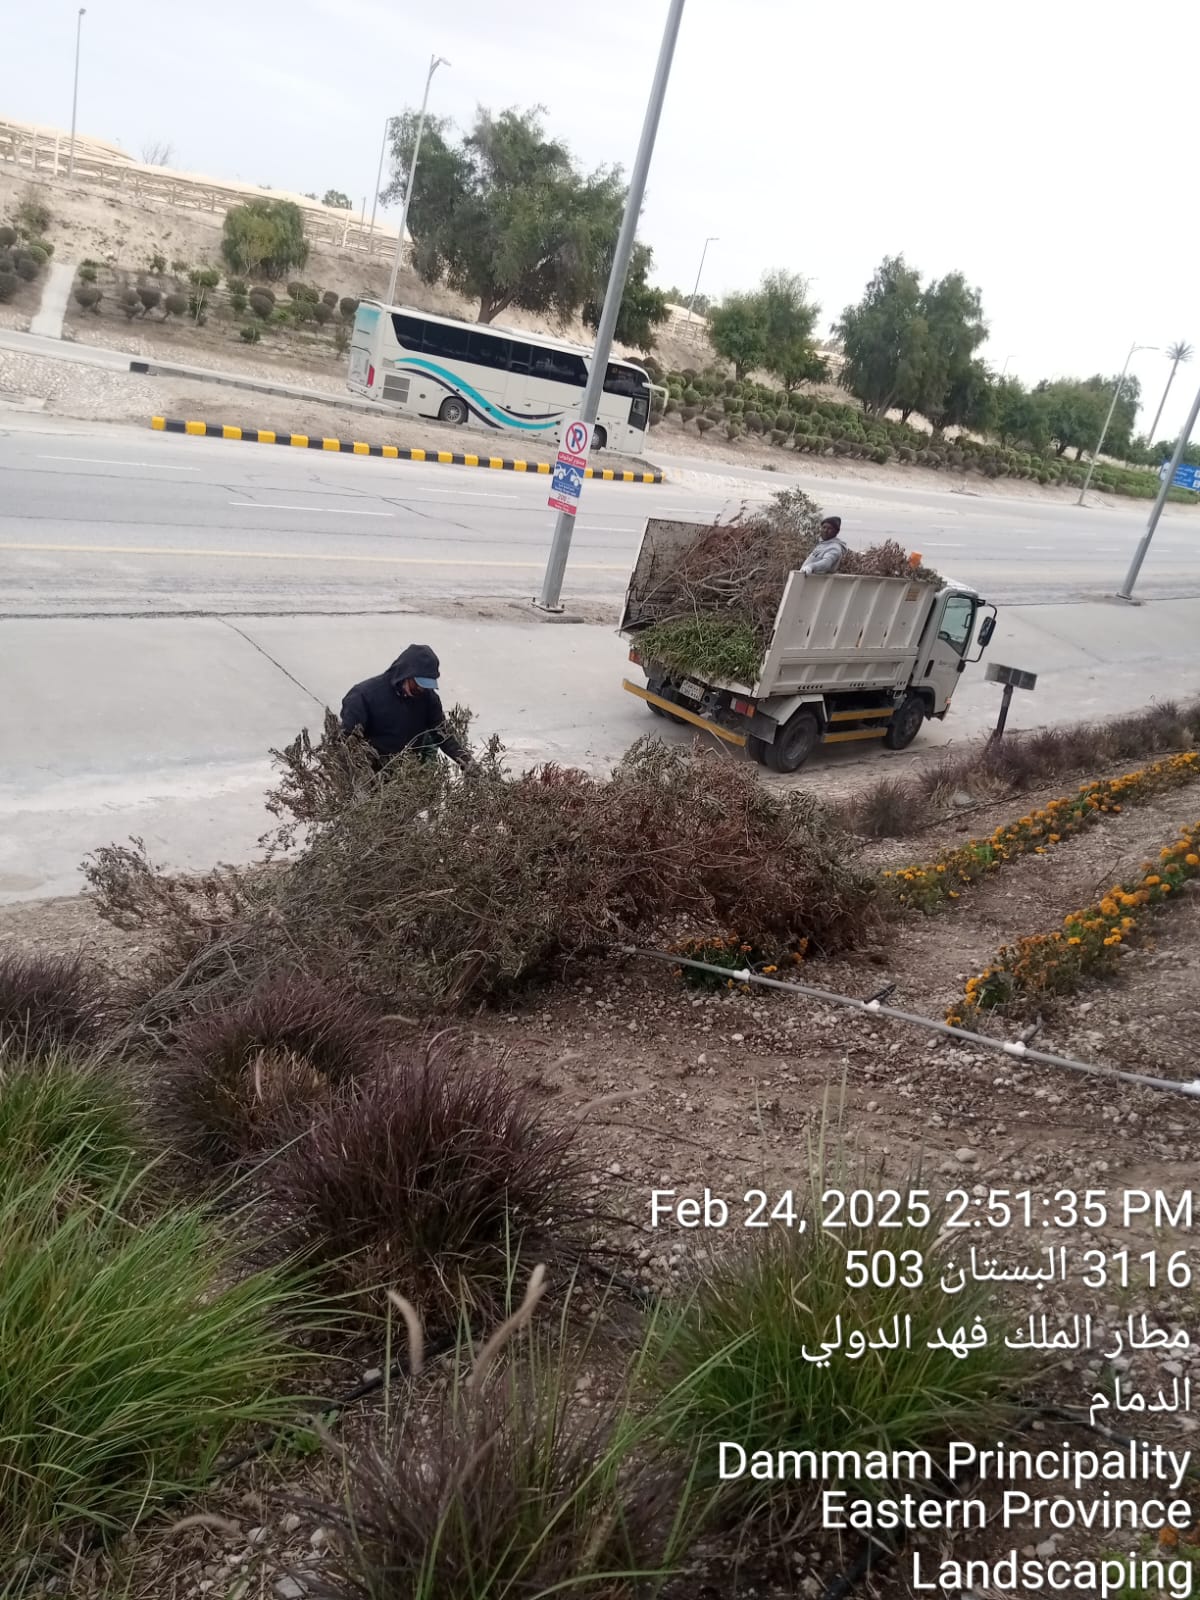 Feb 24, 2025 2:51:35 PM
3116 البستان 503
مطار الملك فهد الدولي
الدمام
Dammam Principality
Eastern Province
Landscaping